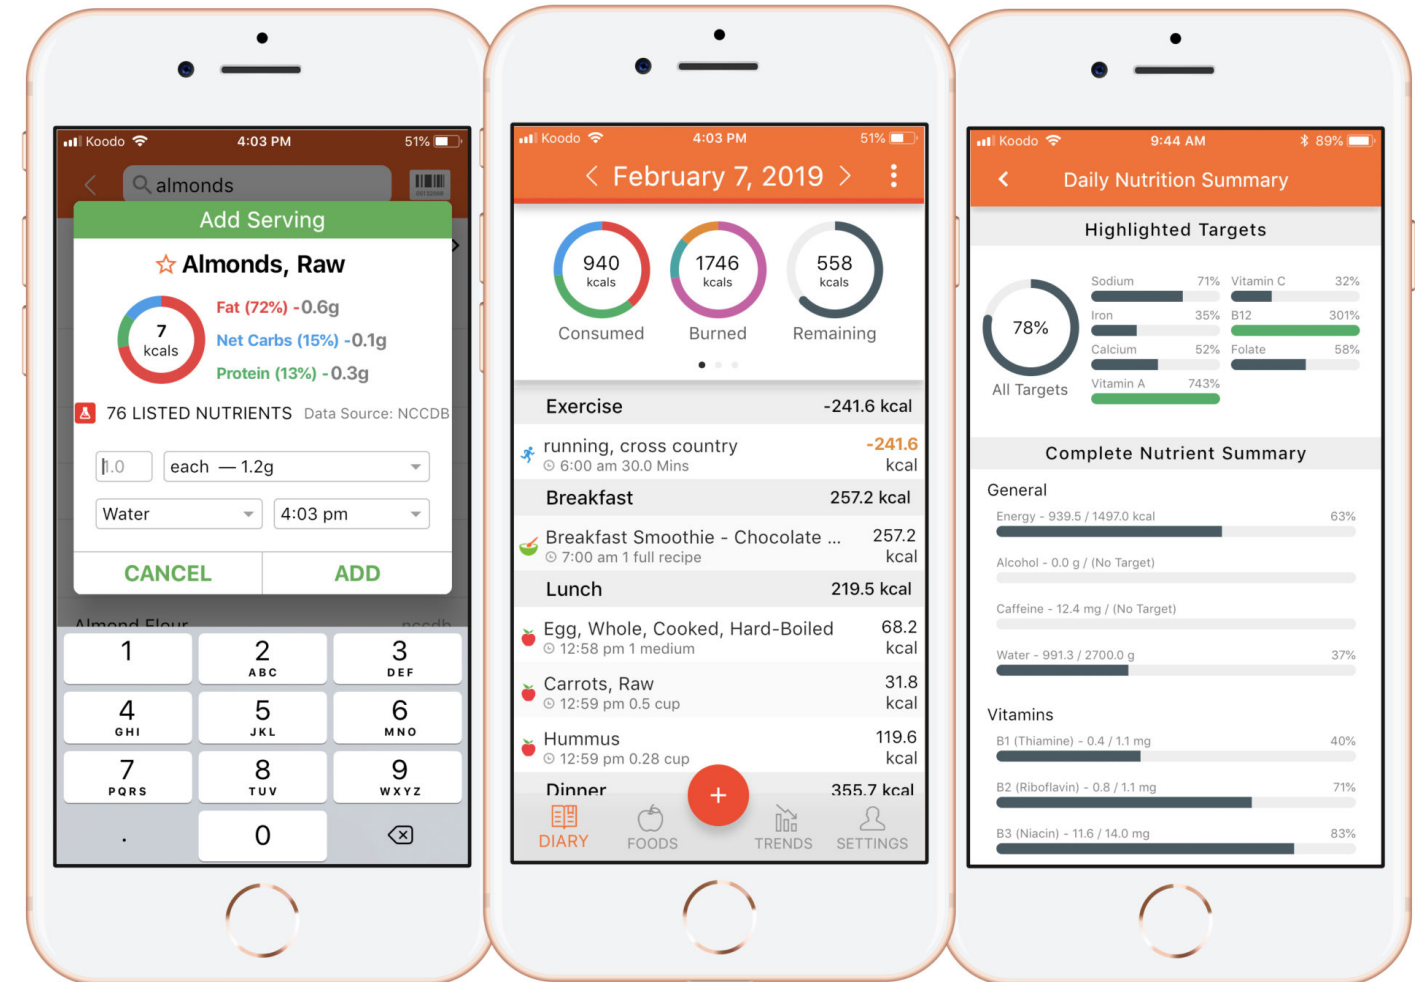 Koodo
4:03 PM
51%
almonds
Add Serving
Almonds, Raw
7
kcals
Fat (72%) - 0.6g
Net Carbs (15%) - 0.1g
Protein (13%) - 0.3g
76 LISTED NUTRIENTS Data Source: NCCDB
1.0
each — 1.2g
Water
4:03 pm
CANCEL
ADD
Almond Flour
nccdb
1
2
ABC
3
DEF
4
GHI
5
JKL
6
MNO
7
PQRS
8
TUV
9
WXYZ
.
0
Koodo
4:03 PM
51%
February 7, 2019
940
kcals
Consumed
1746
kcals
Burned
558
kcals
Remaining
Exercise -241.6 kcal
running, cross country -241.6
6:00 am 30.0 Mins kcal
Breakfast 257.2 kcal
Breakfast Smoothie - Chocolate ... 257.2
7:00 am 1 full recipe kcal
Lunch 219.5 kcal
Egg, Whole, Cooked, Hard-Boiled 68.2
12:58 pm 1 medium kcal
Carrots, Raw 31.8
12:59 pm 0.5 cup kcal
Hummus 119.6
12:59 pm 0.28 cup kcal
Dinner 355.7 kcal
+
DIARY
FOODS
TRENDS
SETTINGS
Koodo
9:44 AM
89%
Daily Nutrition Summary
Highlighted Targets
78%
All Targets
Sodium 71%
Vitamin C 32%
Iron 35%
B12 301%
Calcium 52%
Folate 58%
Vitamin A 743%
Complete Nutrient Summary
General
Energy - 939.5 / 1497.0 kcal 63%
Alcohol - 0.0 g / (No Target)
Caffeine - 12.4 mg / (No Target)
Water - 991.3 / 2700.0 g 37%
Vitamins
B1 (Thiamine) - 0.4 / 1.1 mg 40%
B2 (Riboflavin) - 0.8 / 1.1 mg 71%
B3 (Niacin) - 11.6 / 14.0 mg 83%